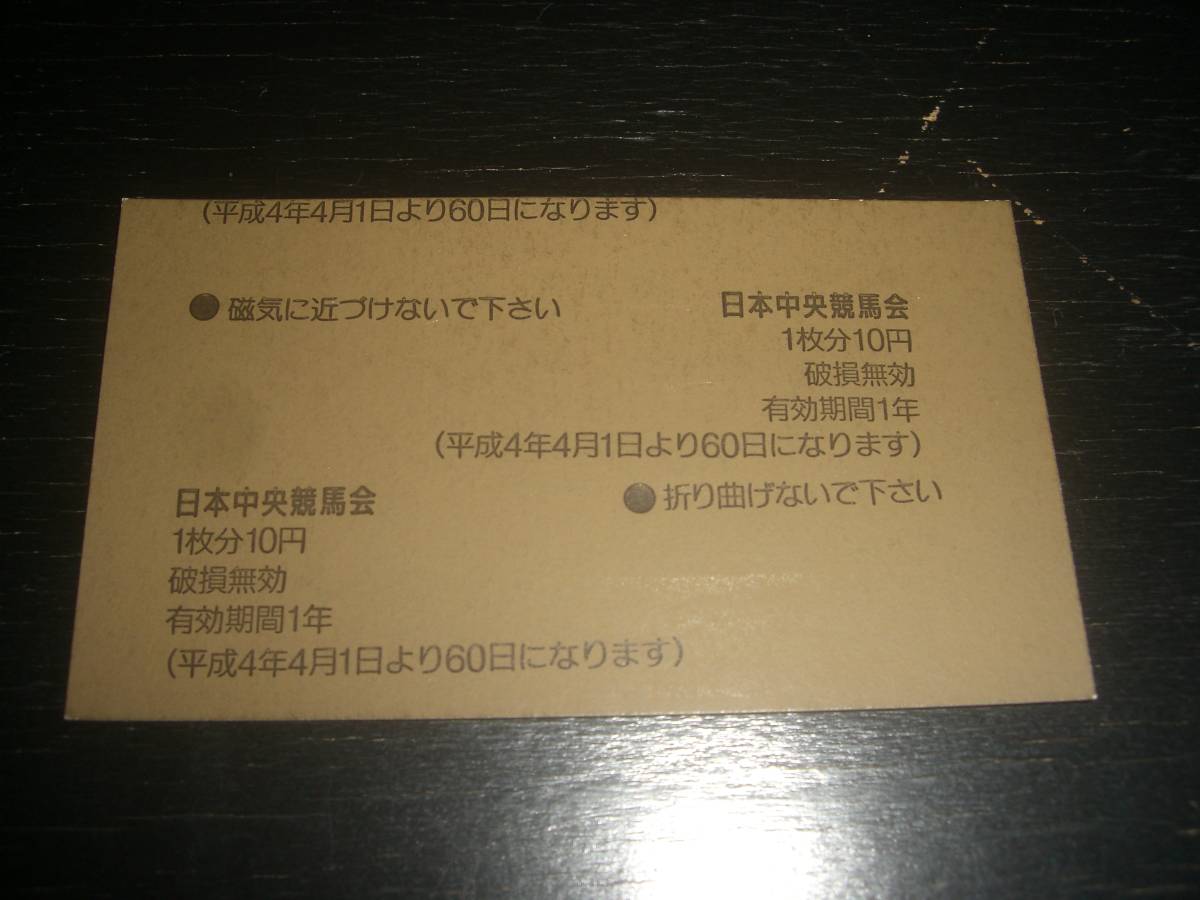 (平成4年4月1日より60日になります)
●磁気に近づけないで下さい
日本中央競馬会
1枚分10円
破損無効
有効期間1年
(平成4年4月1日より60日になります)
●折り曲げないで下さい
日本中央競馬会
1枚分10円
破損無効
有効期間1年
(平成4年4月1日より60日になります)